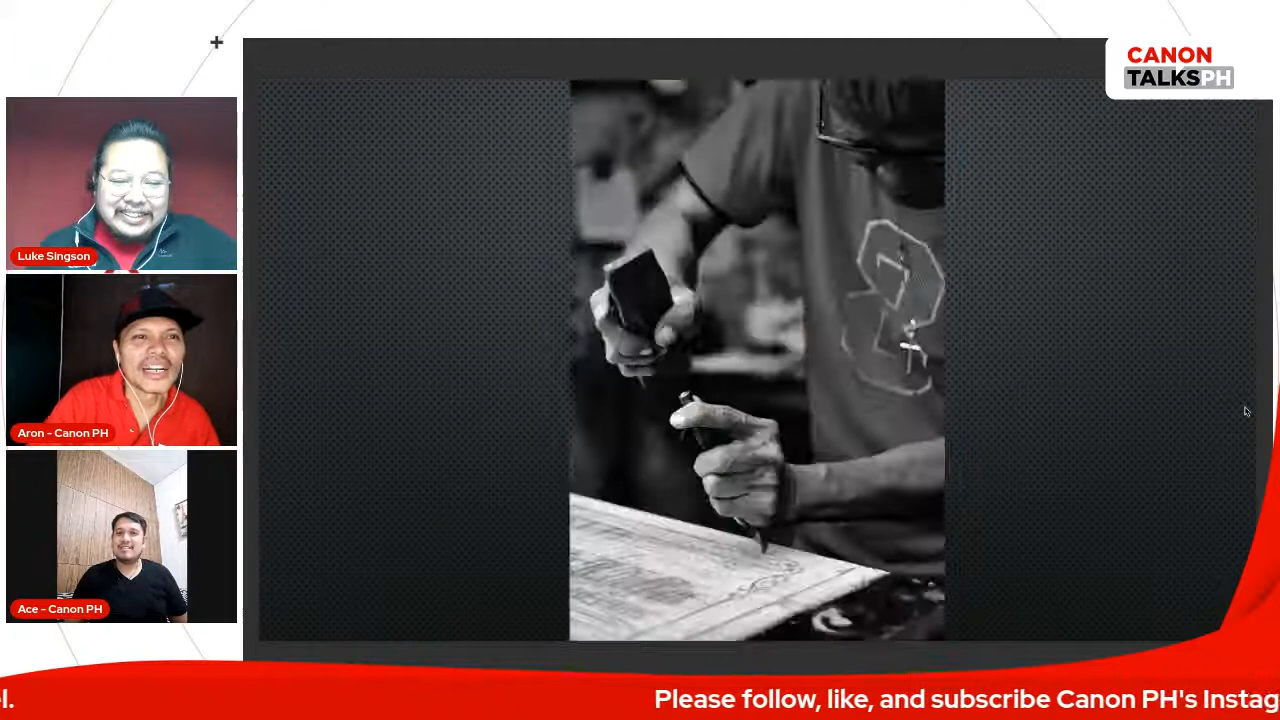 CANON
TALKSPH
Luke Singson
Aron - Canon PH
Ace - Canon PH
l.
Please follow, like, and subscribe Canon PH's Instag